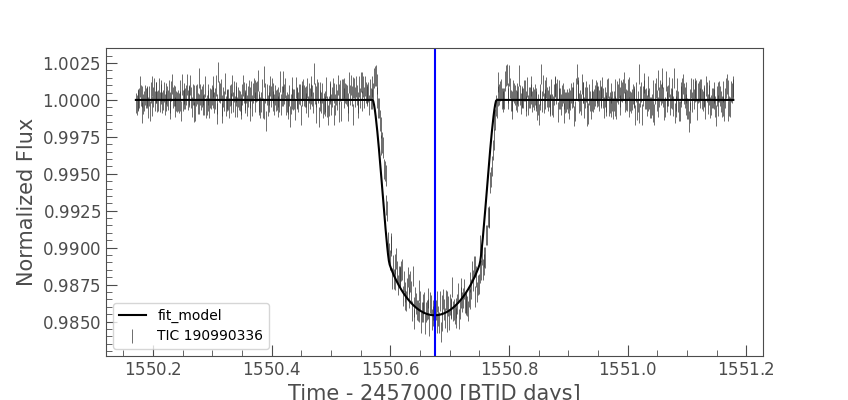 1.0025
1.0000
0.9975
0.9950
0.9925
0.9900
0.9875
0.9850
Normalized Flux
fit_model
TIC 190990336
1550.2 1550.4 1550.6 1550.8 1551.0 1551.2
Time - 2457000 [BTJD days]